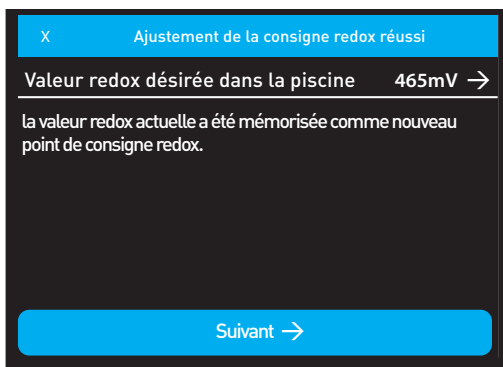 X Ajustement de la consigne redox réussi
Valeur redox désirée dans la piscine 465mV →
la valeur redox actuelle a été mémorisée comme nouveau
point de consigne redox.
Suivant →